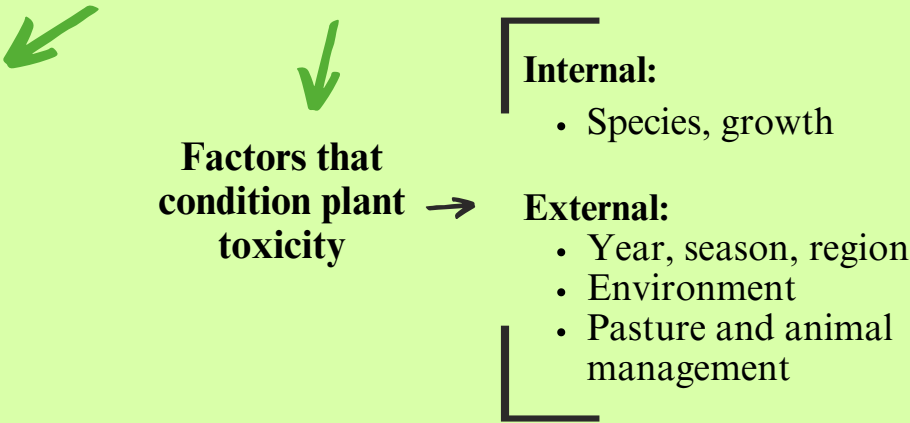 Factors that
condition plant
toxicity
Internal:
• Species, growth
External:
• Year, season, region
• Environment
• Pasture and animal
management